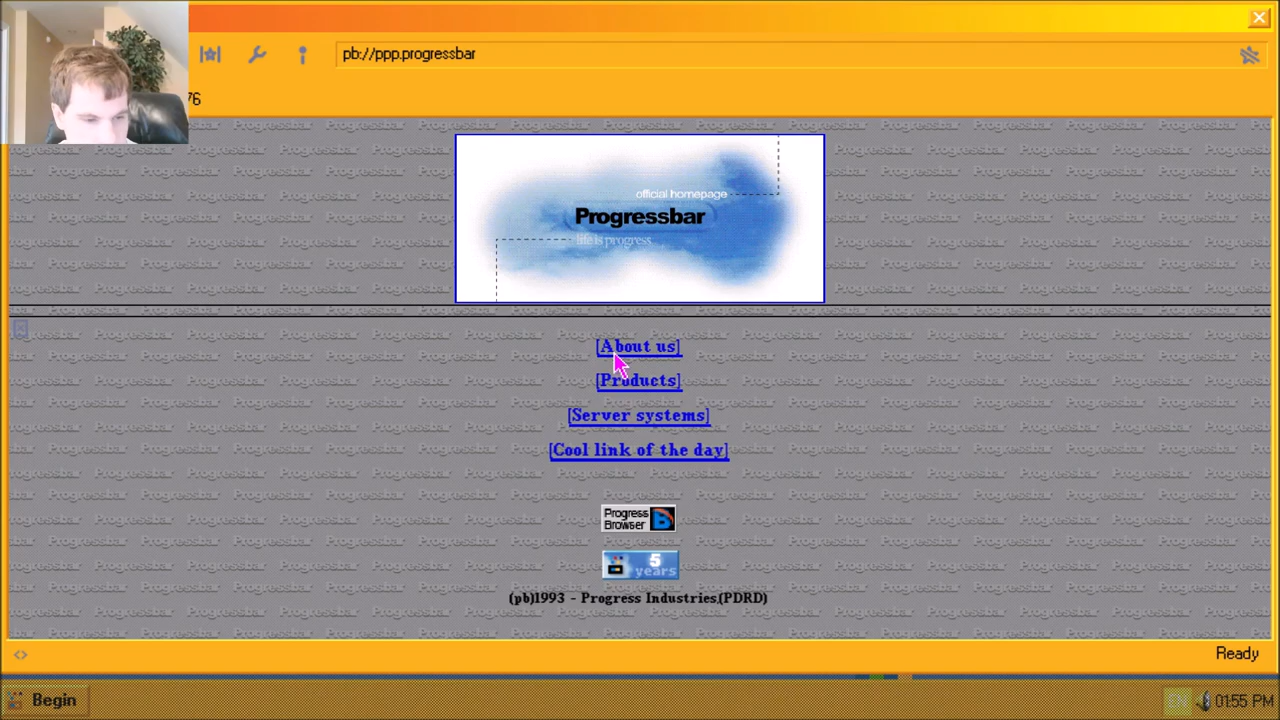 pb://ppp.progressbar
76
official homepage
Progressbar
life is progress
[About us]
[Products]
[Server systems]
[Cool link of the day]
Progress
Browser
5
years
(pb)1993 - Progress Industries,(PDRD)
<> Ready
Begin EN 01:55 PM